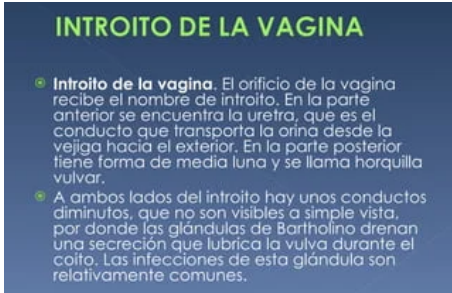 INTROITO DE LA VAGINA
Introito de la vagina. El orificio de la vagina
recibe el nombre de introito. En la parte
anterior se encuentra la uretra, que es el
conducto que transporta la orina desde la
vejiga hacia el exterior. En la parte posterior
tiene forma de media luna y se llama horquilla
vulvar.
A ambos lados del introito hay unos conductos
diminutos, que no son visibles a simple vista,
por donde las glándulas de Bartholino drenan
una secreción que lubrica la vulva durante el
coito. Las infecciones de esta glándula son
relativamente comunes.